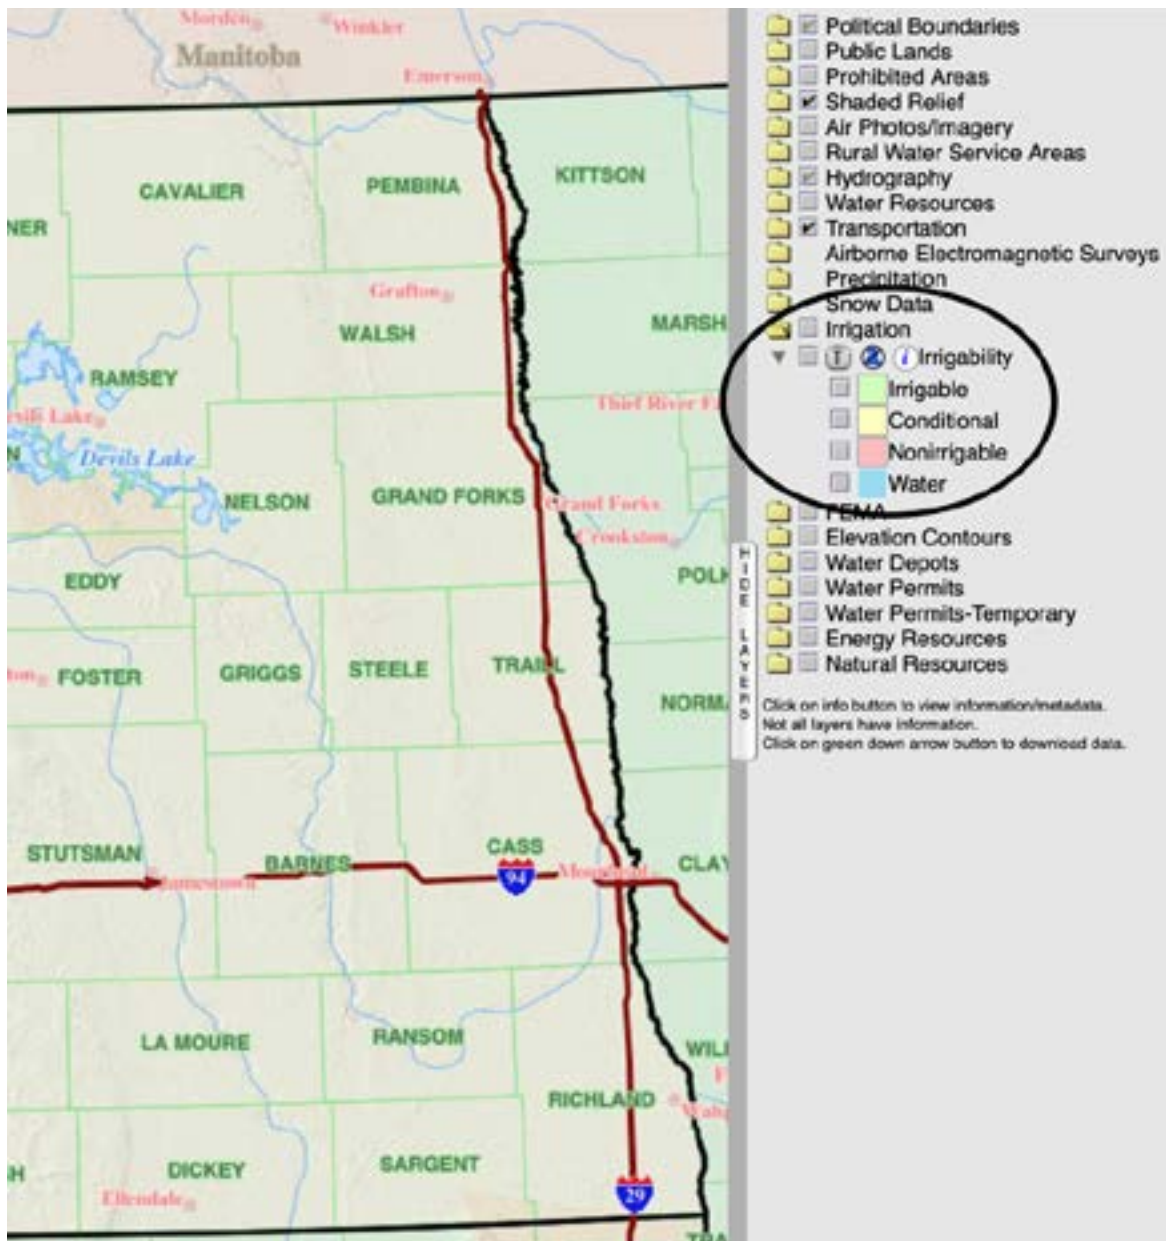 Morden
Winkler
Manitoba
Emerson
CAVALIER
PEMBINA
KITTSON
NER
Grafton
WALSH
MARSH
RAMSEY
Thief River F
Lake
N
Devils Lake
NELSON
GRAND FORKS
Grand Forks
Crookston
EDDY
POLK
ton
FOSTER
GRIGGS
STEELE
TRAILL
NORMA
STUTSMAN
BARNES
CASS
CLAY
Jamestown
94
Moorhead
LA MOURE
RANSOM
WIL
F
RICHLAND
Wahp
H
DICKEY
SARGENT
Ellendale
29
TRA
HIDE LAYERS
Political Boundaries
Public Lands
Prohibited Areas
Shaded Relief
Air Photos/Imagery
Rural Water Service Areas
Hydrography
Water Resources
Transportation
Airborne Electromagnetic Surveys
Precipitation
Snow Data
Irrigation
T Z i Irrigability
Irrigable
Conditional
Nonirrigable
Water
FEMA
Elevation Contours
Water Depots
Water Permits
Water Permits-Temporary
Energy Resources
Natural Resources
Click on info button to view information/metadata.
Not all layers have information.
Click on green down arrow button to download data.